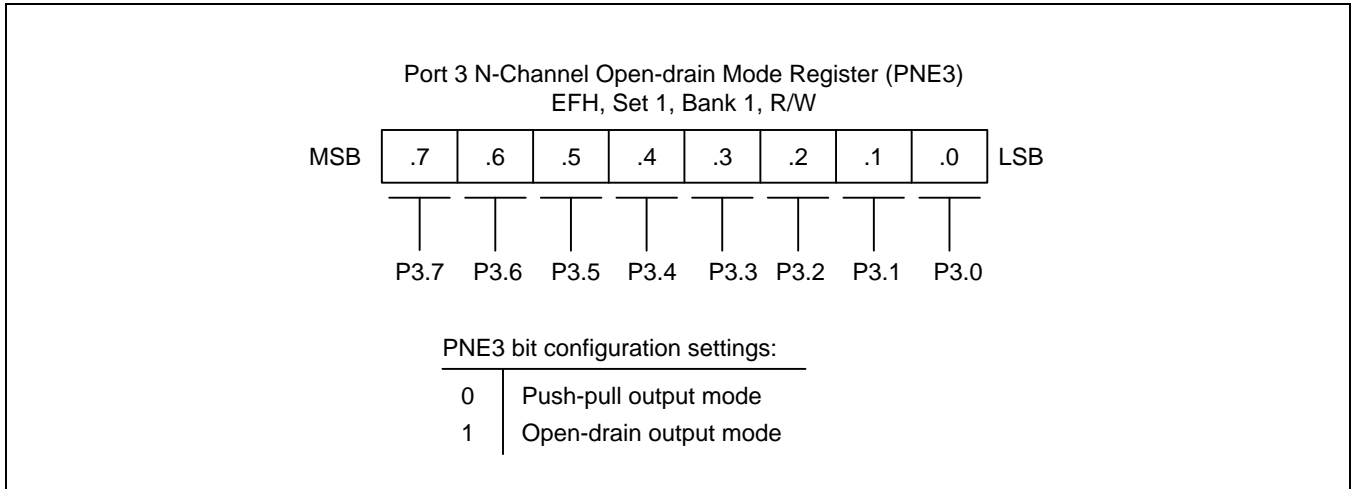 Port 3 N-Channel Open-drain Mode Register (PNE3)
EFH, Set 1, Bank 1, R/W
MSB .7 .6 .5 .4 .3 .2 .1 .0 LSB
P3.7 P3.6 P3.5 P3.4 P3.3 P3.2 P3.1 P3.0
PNE3 bit configuration settings:
0 Push-pull output mode
1 Open-drain output mode